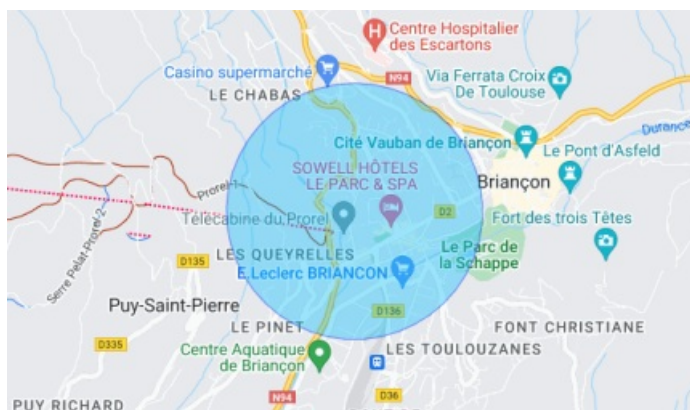 Centre Hospitalier
des Escartons
N94
Casino supermarché
LE CHABAS
Via Ferrata Croix
De Toulouse
Durance
Cité Vauban de Briançon
Le Pont d'Asfeld
SOWELL HÔTELS
LE PARC & SPA
Briançon
Prorel 1
Télécabine du Prorel
D2
Fort des trois Têtes
Serre Pelat-Prorel 2
D135
LES QUEYRELLES
Le Parc de
la Schappe
E.Leclerc BRIANCON
Puy-Saint-Pierre
D136
LE PINET
FONT CHRISTIANE
D335
Centre Aquatique
de Briançon
LES TOULOUZANES
N94
D36
PUY RICHARD